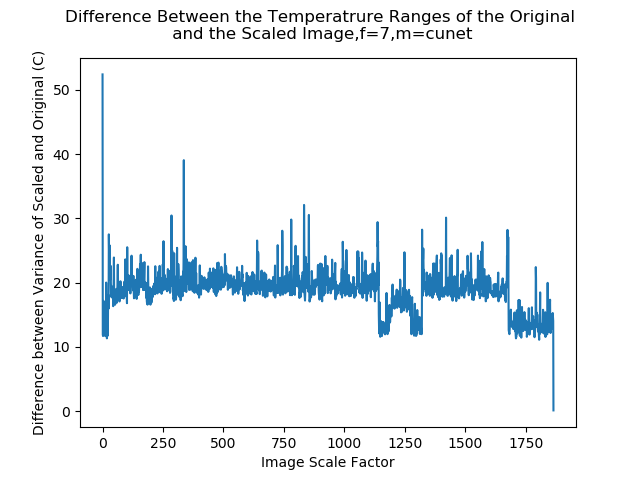 Difference Between the Temperatrure Ranges of the Original
and the Scaled Image,f=7,m=cunet
Difference between Variance of Scaled and Original (C)
50
40
30
20
10
0
0 250 500 750 1000 1250 1500 1750
Image Scale Factor